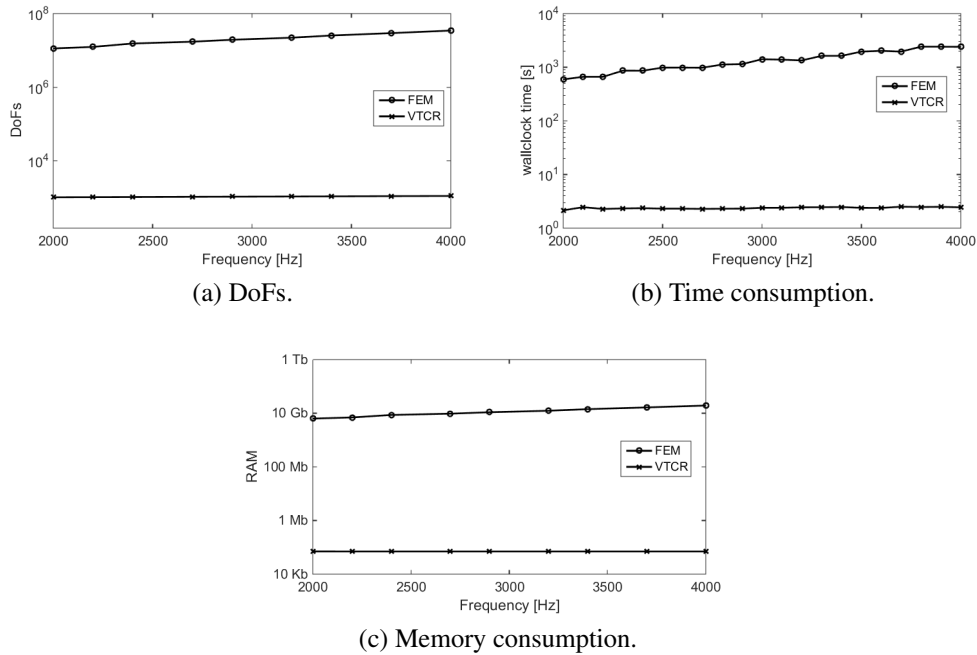 10^8
10^6
10^4
DoFs
FEM
VTCR
2000 2500 3000 3500 4000
Frequency [Hz]
(a) DoFs.
10^4
10^3
10^2
10^1
10^0
wallclock time [s]
FEM
VTCR
2000 2500 3000 3500 4000
Frequency [Hz]
(b) Time consumption.
1 Tb
10 Gb
100 Mb
1 Mb
10 Kb
RAM
FEM
VTCR
2000 2500 3000 3500 4000
Frequency [Hz]
(c) Memory consumption.